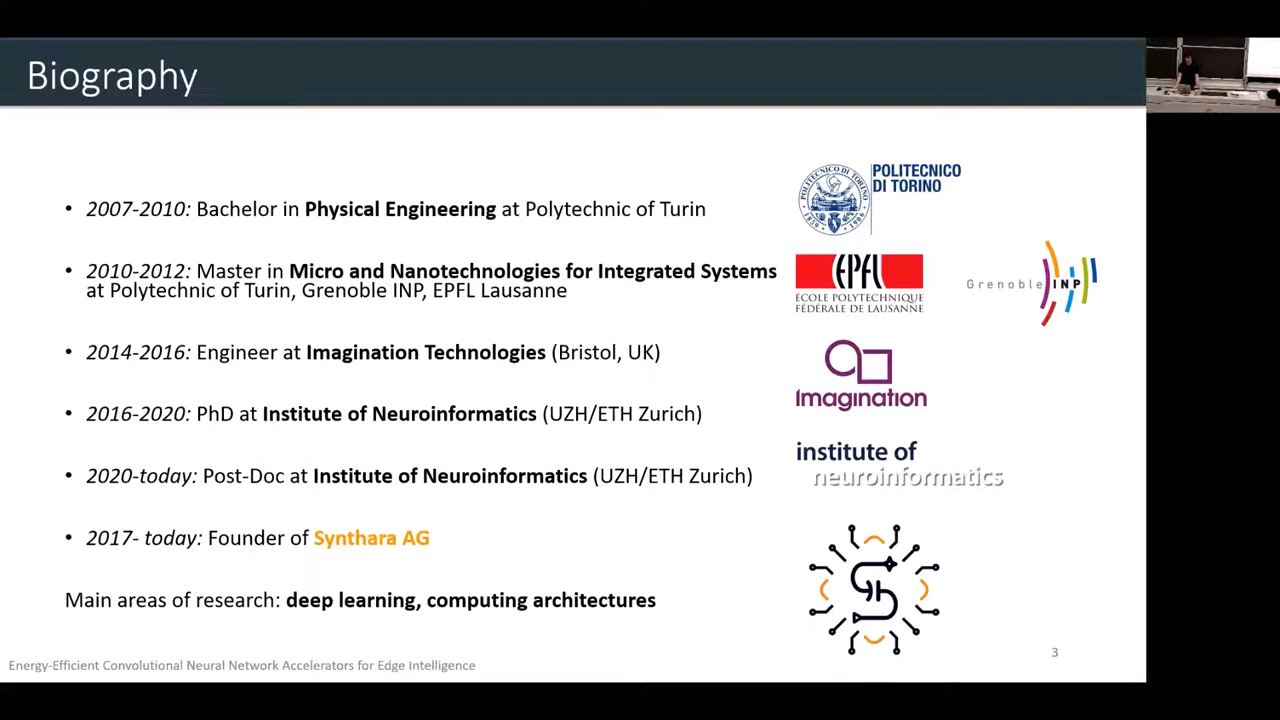 Biography
• 2007-2010: Bachelor in Physical Engineering at Polytechnic of Turin
• 2010-2012: Master in Micro and Nanotechnologies for Integrated Systems
at Polytechnic of Turin, Grenoble INP, EPFL Lausanne
• 2014-2016: Engineer at Imagination Technologies (Bristol, UK)
• 2016-2020: PhD at Institute of Neuroinformatics (UZH/ETH Zurich)
• 2020-today: Post-Doc at Institute of Neuroinformatics (UZH/ETH Zurich)
• 2017- today: Founder of Synthara AG
Main areas of research: deep learning, computing architectures
POLITECNICO DI TORINO
1859
1906
POLITECNICO
DI TORINO
EPFL
ÉCOLE POLYTECHNIQUE
FÉDÉRALE DE LAUSANNE
Grenoble INP
Imagination
institute of
neuroinformatics
Energy-Efficient Convolutional Neural Network Accelerators for Edge Intelligence
3